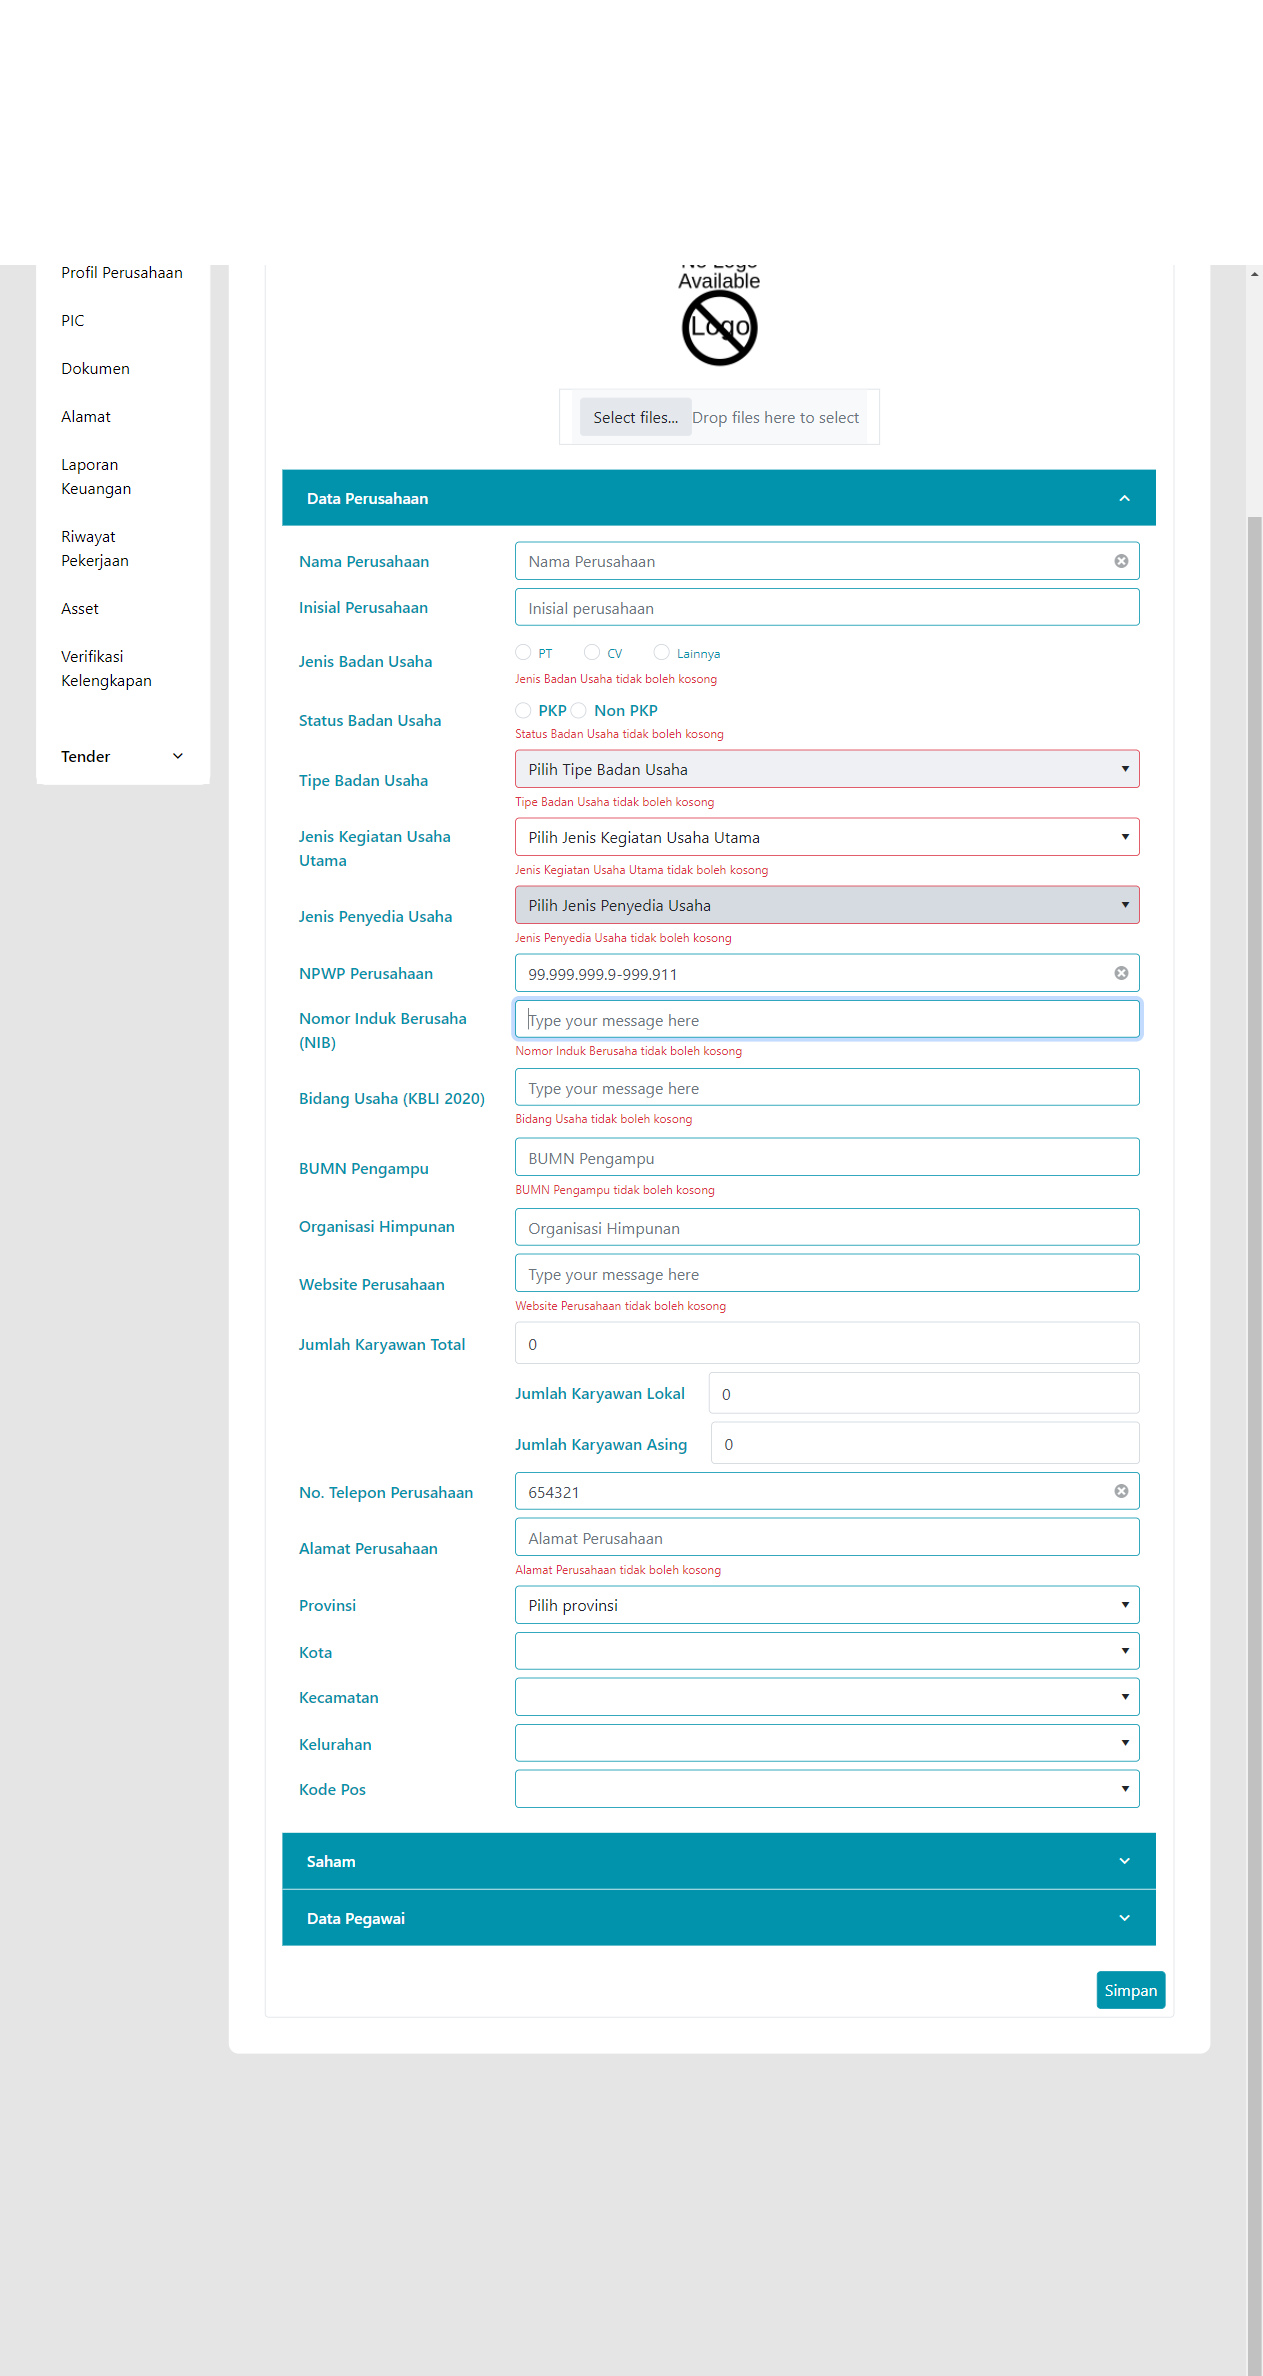 Profil Perusahaan
PIC
Dokumen
Alamat
Laporan
Keuangan
Riwayat
Pekerjaan
Asset
Verifikasi
Kelengkapan
Tender
No Logo
Available
Logo
Select files... Drop files here to select
Data Perusahaan
Nama Perusahaan Nama Perusahaan
Inisial Perusahaan Inisial perusahaan
Jenis Badan Usaha PT CV Lainnya
Jenis Badan Usaha tidak boleh kosong
Status Badan Usaha PKP Non PKP
Status Badan Usaha tidak boleh kosong
Tipe Badan Usaha Pilih Tipe Badan Usaha
Tipe Badan Usaha tidak boleh kosong
Jenis Kegiatan Usaha
Utama
Pilih Jenis Kegiatan Usaha Utama
Jenis Kegiatan Usaha Utama tidak boleh kosong
Jenis Penyedia Usaha Pilih Jenis Penyedia Usaha
Jenis Penyedia Usaha tidak boleh kosong
NPWP Perusahaan 99.999.999.9-999.911
Nomor Induk Berusaha
(NIB)
Type your message here
Nomor Induk Berusaha tidak boleh kosong
Bidang Usaha (KBLI 2020) Type your message here
Bidang Usaha tidak boleh kosong
BUMN Pengampu BUMN Pengampu
BUMN Pengampu tidak boleh kosong
Organisasi Himpunan Organisasi Himpunan
Website Perusahaan Type your message here
Website Perusahaan tidak boleh kosong
Jumlah Karyawan Total 0
Jumlah Karyawan Lokal 0
Jumlah Karyawan Asing 0
No. Telepon Perusahaan 654321
Alamat Perusahaan Alamat Perusahaan
Alamat Perusahaan tidak boleh kosong
Provinsi Pilih provinsi
Kota
Kecamatan
Kelurahan
Kode Pos
Saham
Data Pegawai
Simpan